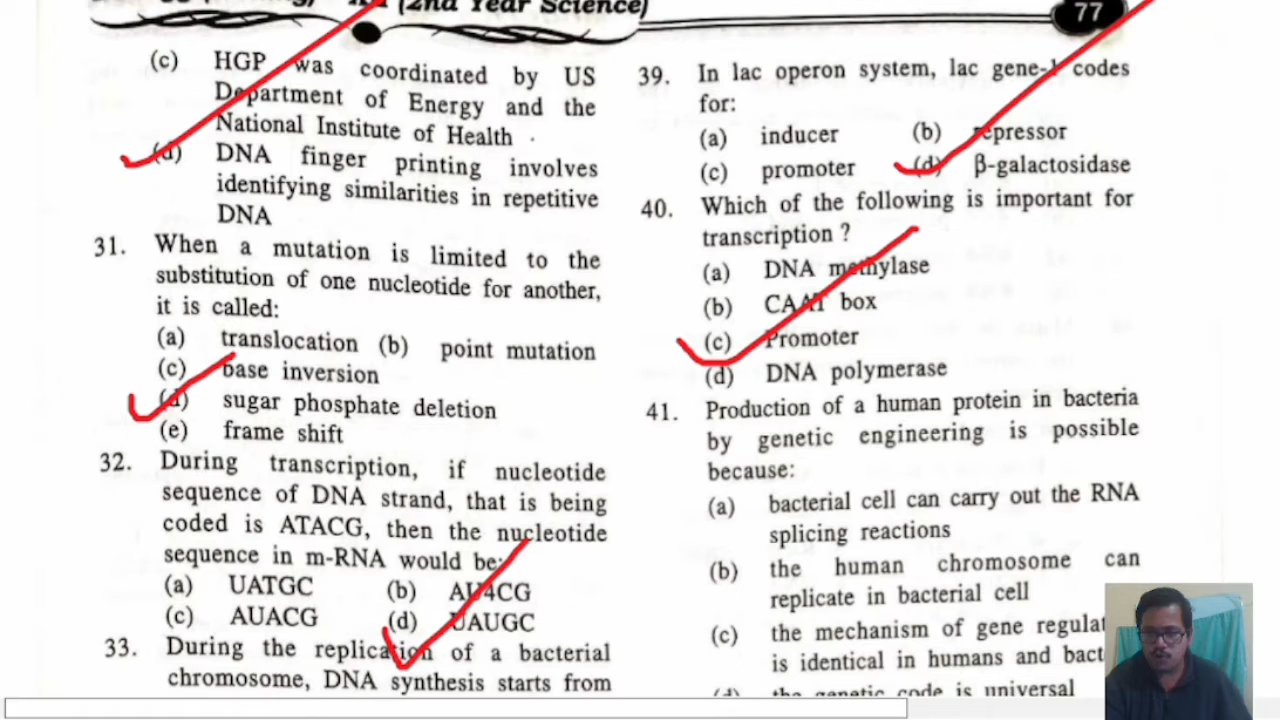 (2nd Year Science)
77
(c) HGP was coordinated by US
Department of Energy and the
National Institute of Health
(d) DNA finger printing involves
identifying similarities in repetitive
DNA
31. When a mutation is limited to the
substitution of one nucleotide for another,
it is called:
(a) translocation (b) point mutation
(c) base inversion
(d) sugar phosphate deletion
(e) frame shift
32. During transcription, if nucleotide
sequence of DNA strand, that is being
coded is ATACG, then the nucleotide
sequence in m-RNA would be:
(a) UATGC (b)
(c) AUACG (d) UAUGC
33. During the replication of a bacterial
chromosome, DNA synthesis starts from
39. In lac operon system, lac gene-I codes
for:
(a) inducer (b) repressor
(c) promoter (d) β-galactosidase
40. Which of the following is important for
transcription ?
(a) DNA methylase
(b) CAAT box
(c) Promoter
(d) DNA polymerase
41. Production of a human protein in bacteria
by genetic engineering is possible
because:
(a) bacterial cell can carry out the RNA
splicing reactions
(b) the human chromosome can
replicate in bacterial cell
(c) the mechanism of gene regulat
is identical in humans and bact
(d) the genetic code is universal